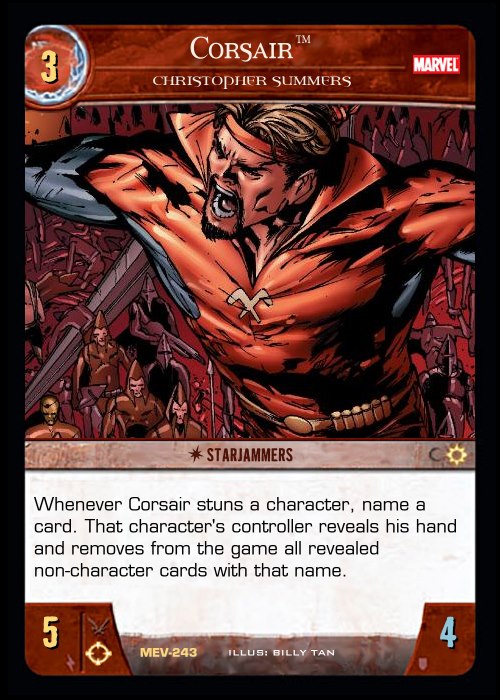 3
CORSAIR™
CHRISTOPHER SUMMERS
MARVEL
STARJAMMERS
C
Whenever Corsair stuns a character, name a
card. That character's controller reveals his hand
and removes from the game all revealed
non-character cards with that name.
5
MEV-243
ILLUS: BILLY TAN
4